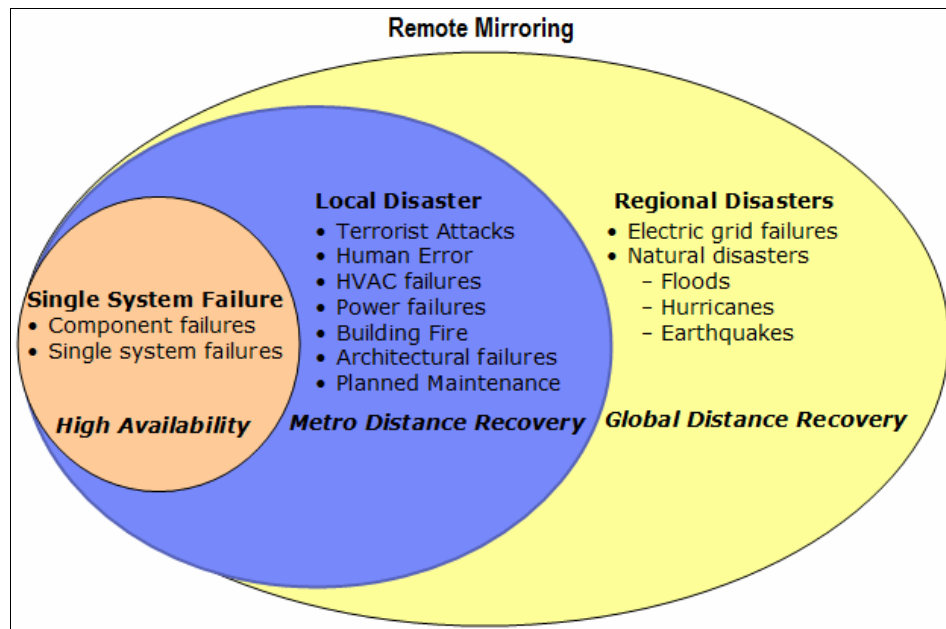 Remote Mirroring
Single System Failure
• Component failures
• Single system failures
High Availability
Local Disaster
• Terrorist Attacks
• Human Error
• HVAC failures
• Power failures
• Building Fire
• Architectural failures
• Planned Maintenance
Metro Distance Recovery
Regional Disasters
• Electric grid failures
• Natural disasters
– Floods
– Hurricanes
– Earthquakes
Global Distance Recovery